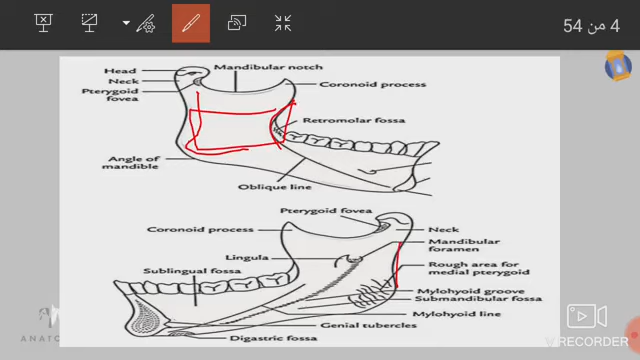 4 من 54
Head
Mandibular notch
Neck
Coronoid process
Pterygoid
fovea
Retromolar fossa
Angle of
mandible
Oblique line
Pterygoid fovea
Coronoid process
Neck
Mandibular
foramen
Lingula
Rough area for
medial pterygoid
Sublingual fossa
Mylohyoid groove
Submandibular fossa
Mylohyoid line
Genial tubercles
Digastric fossa
RECORDER